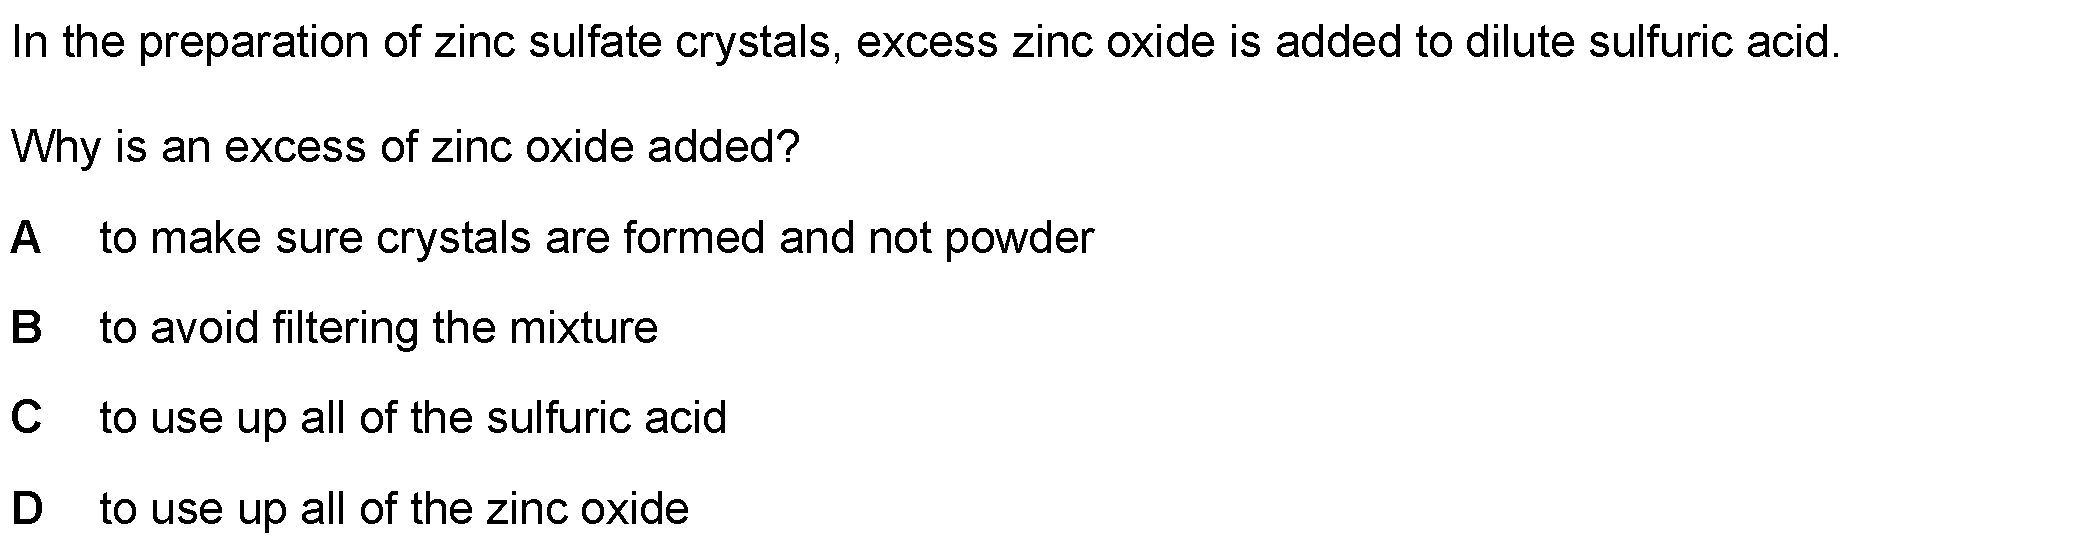 In the preparation of zinc sulfate crystals, excess zinc oxide is added to dilute sulfuric acid.
Why is an excess of zinc oxide added?
A to make sure crystals are formed and not powder
B to avoid filtering the mixture
C to use up all of the sulfuric acid
D to use up all of the zinc oxide